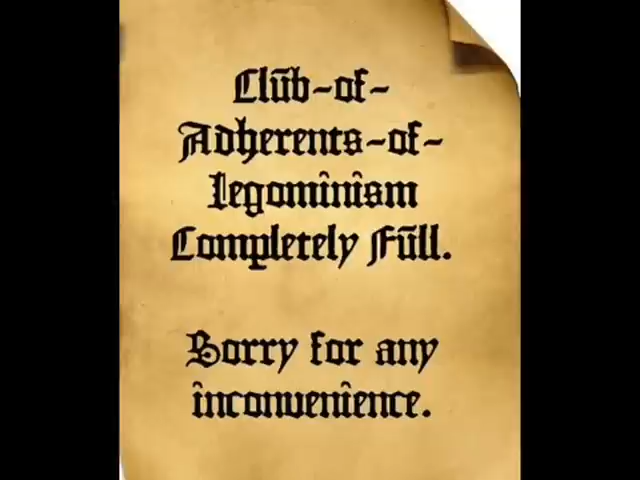 Club-of-
Adherents-of-
Legominism
Completely Full.
Sorry for any
inconvenience.